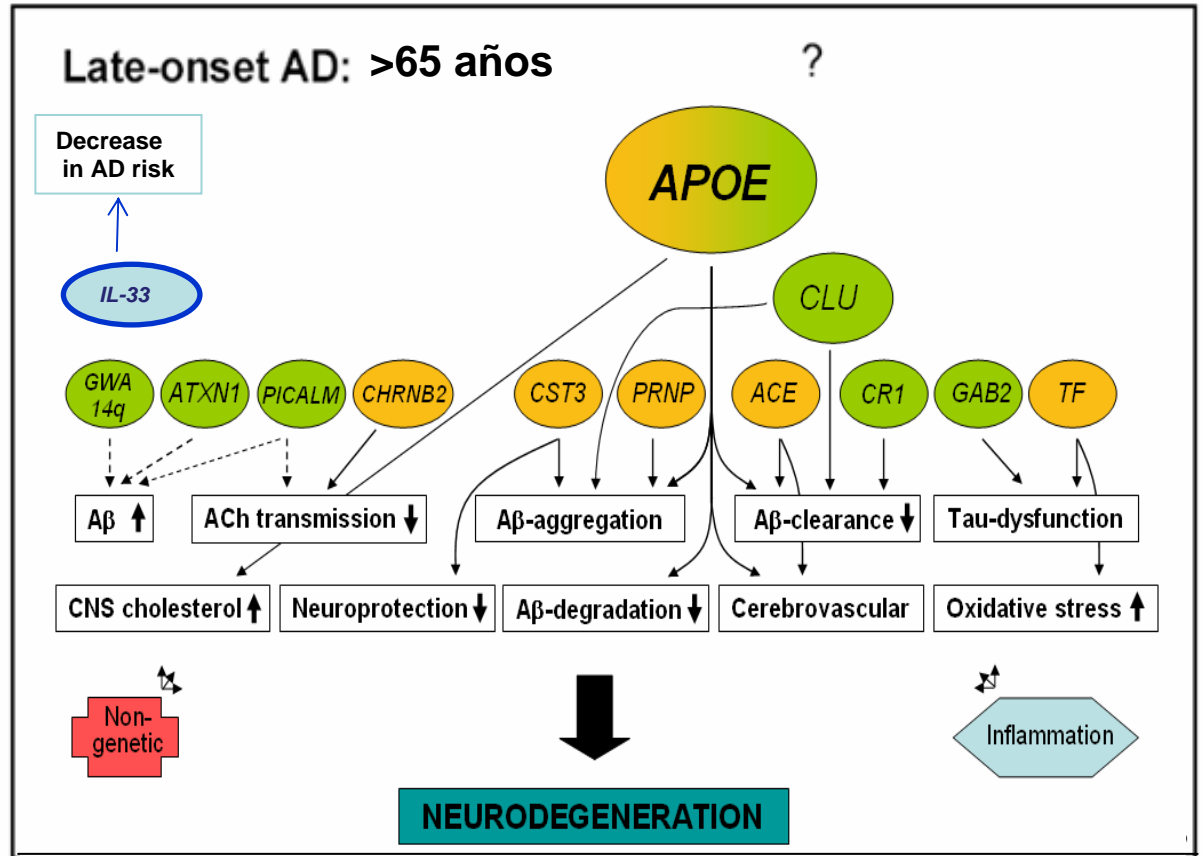 Late-onset AD: >65 años
?
Decrease
in AD risk
APOE
IL-33
CLU
GWA
14q
ATXN1
PICALM
CHRNB2
CST3
PRNP
ACE
CR1
GAB2
TF
Aβ ↑
ACh transmission ↓
Aβ-aggregation
Aβ-clearance ↓
Tau-dysfunction
CNS cholesterol ↑
Neuroprotection ↓
Aβ-degradation ↓
Cerebrovascular
Oxidative stress ↑
Non-
genetic
Inflammation
NEURODEGENERATION